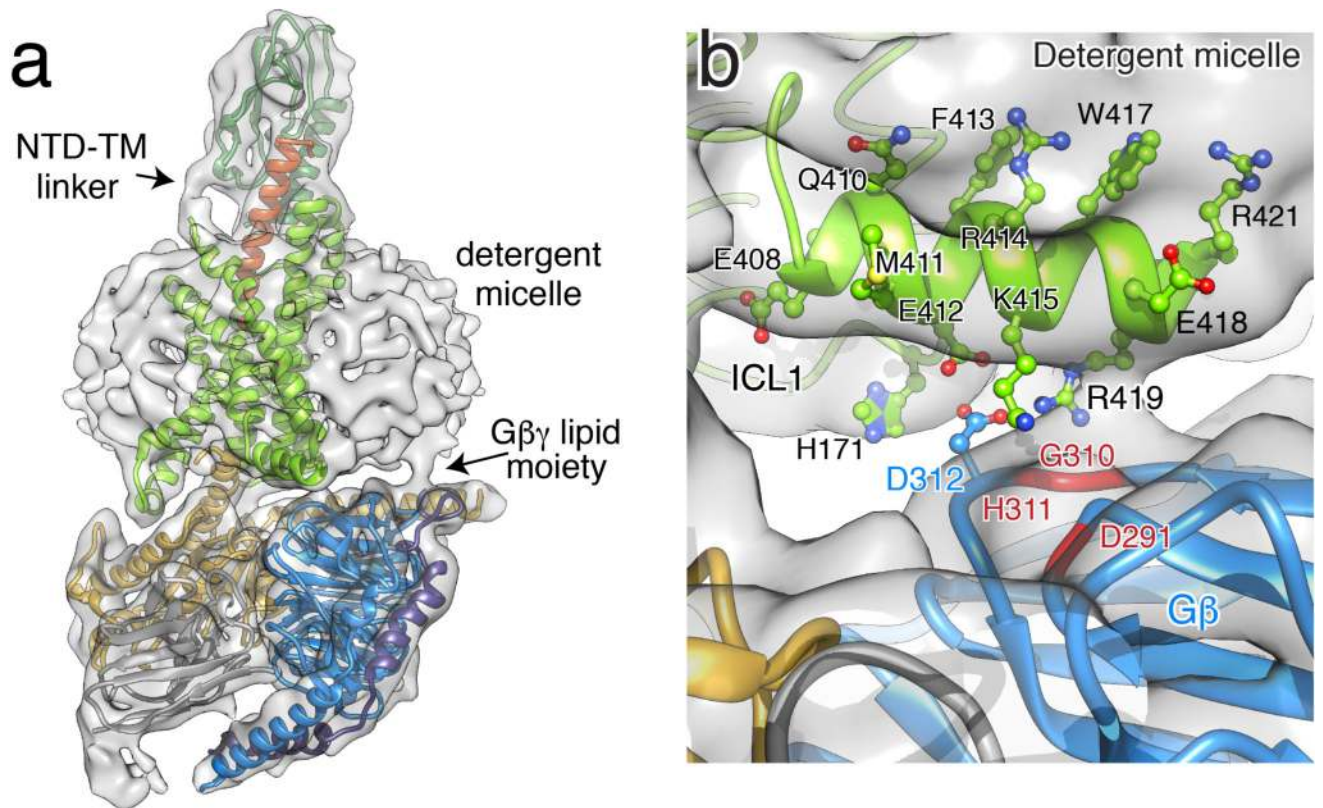 a
NTD-TM
linker
detergent
micelle
Gβγ lipid
moiety
b
Detergent micelle
F413
W417
Q410
R414
R421
E408
M411
E412
K415
E418
ICL1
R419
H171
G310
D312
H311
D291
Gβ